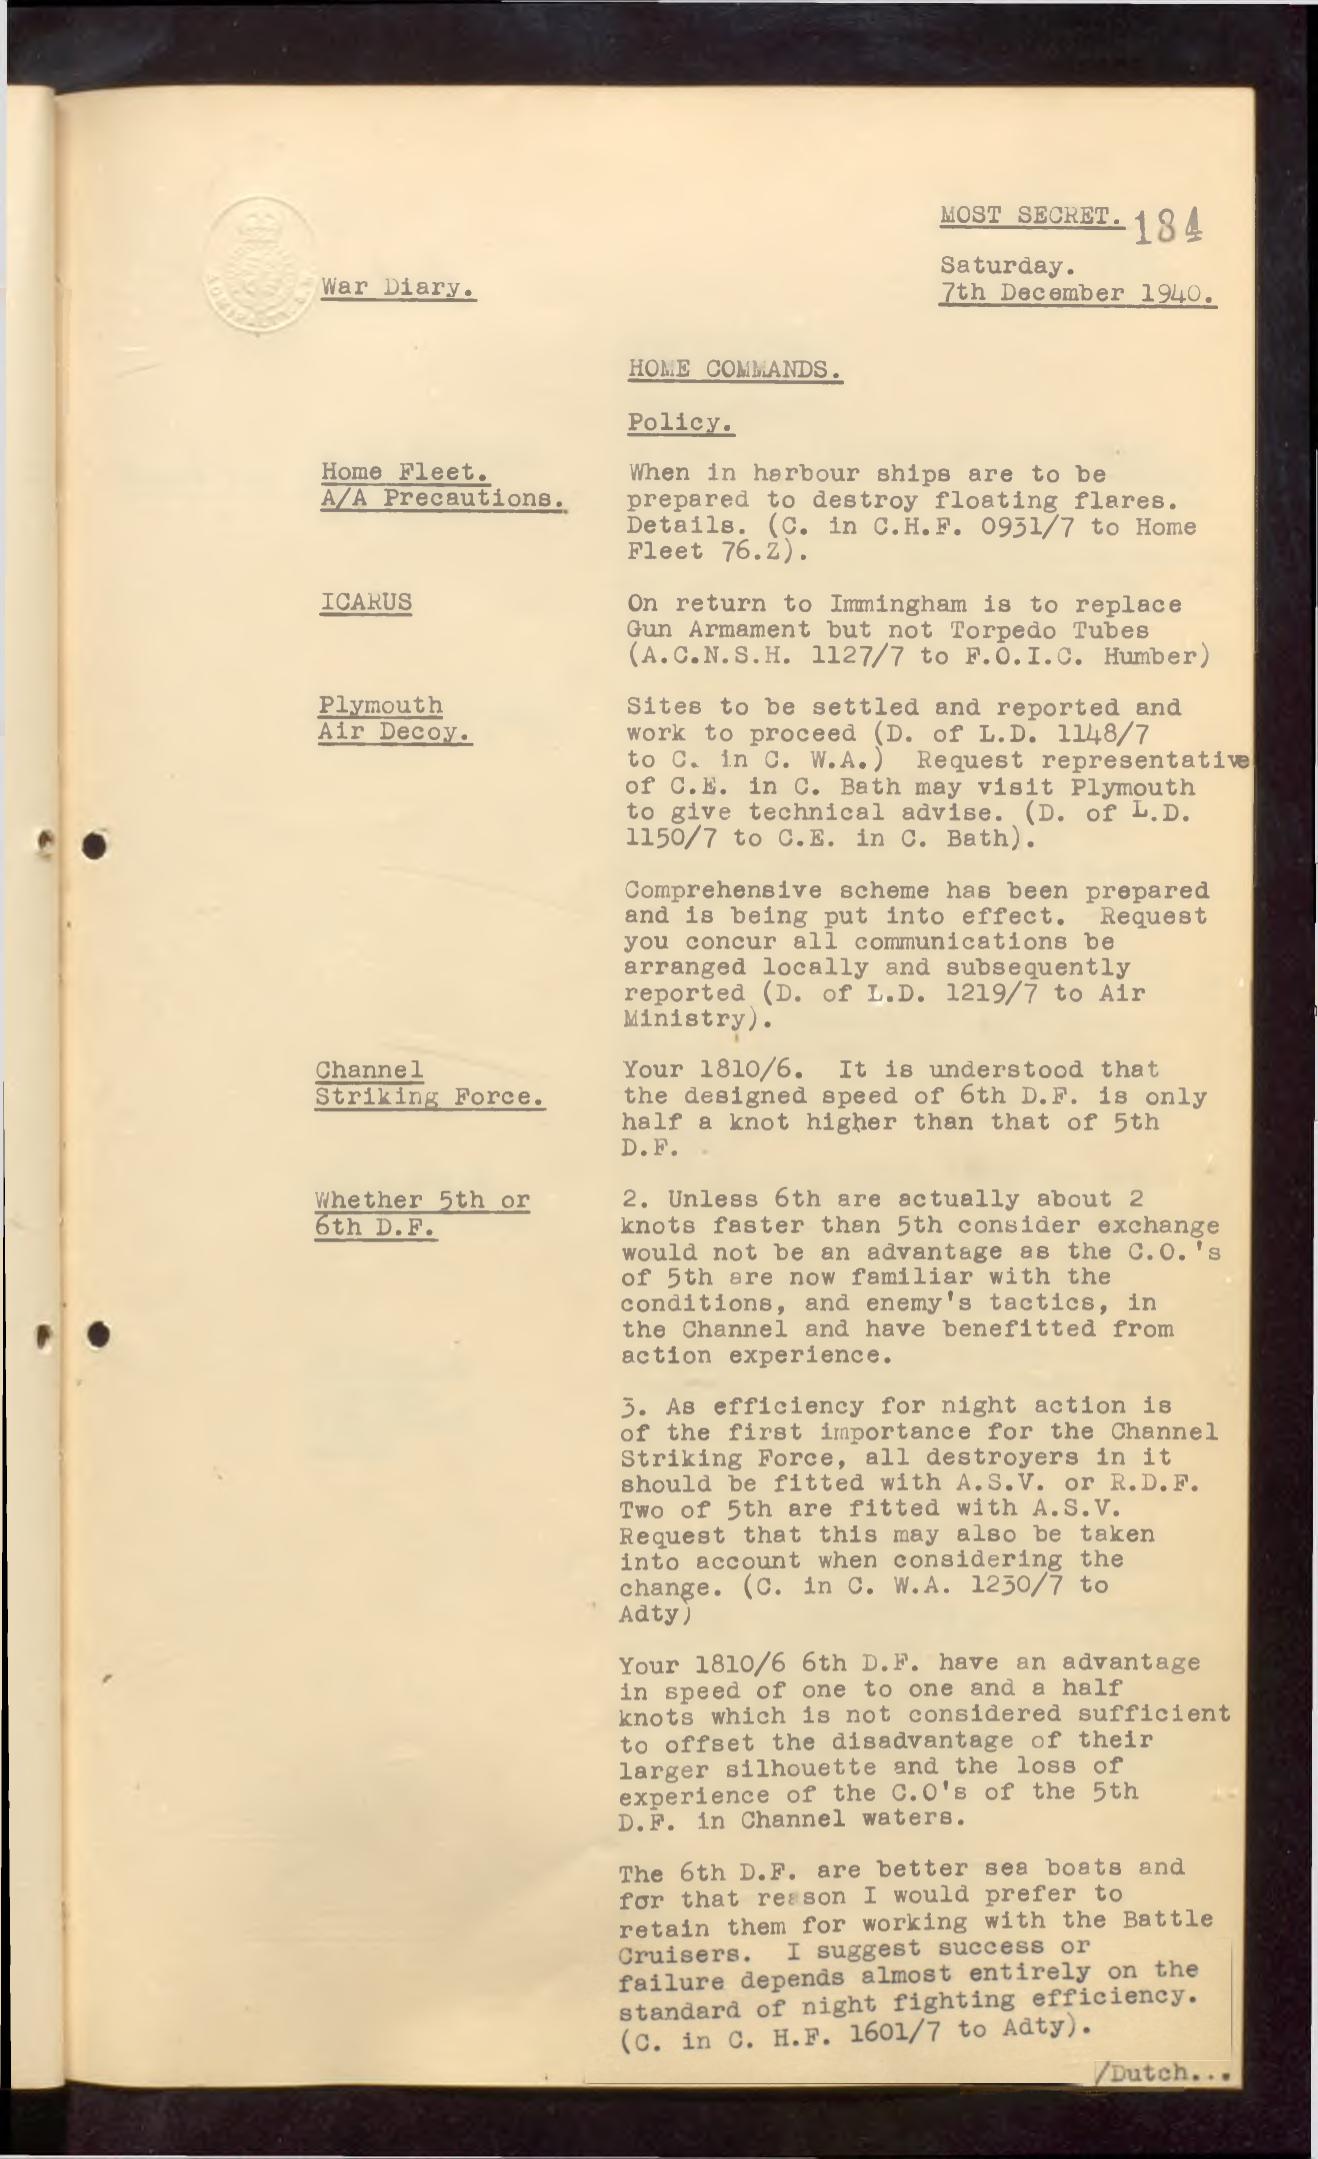 MOST SECRET. 184
Saturday.
War Diary.
7th December 1940.
HOME COMMANDS.
Policy.
Home Fleet.
A/A Precautions.
When in harbour ships are to be
prepared to destroy floating flares.
Details. (C. in C.H.F. 0931/7 to Home
Fleet 76.Z).
ICARUS
On return to Immingham is to replace
Gun Armament but not Torpedo Tubes
(A.C.N.S.H. 1127/7 to F.O.I.C. Humber)
Plymouth
Air Decoy.
Sites to be settled and reported and
work to proceed (D. of L.D. 1148/7
to C. in C. W.A.) Request representative
of C.E. in C. Bath may visit Plymouth
to give technical advise. (D. of L.D.
1150/7 to C.E. in C. Bath).
Comprehensive scheme has been prepared
and is being put into effect. Request
you concur all communications be
arranged locally and subsequently
reported (D. of L.D. 1219/7 to Air
Ministry).
Channel
Striking Force.
Your 1810/6. It is understood that
the designed speed of 6th D.F. is only
half a knot higher than that of 5th
D.F.
Whether 5th or
6th D.F.
2. Unless 6th are actually about 2
knots faster than 5th consider exchange
would not be an advantage as the C.O.'s
of 5th are now familiar with the
conditions, and enemy's tactics, in
the Channel and have benefitted from
action experience.
3. As efficiency for night action is
of the first importance for the Channel
Striking Force, all destroyers in it
should be fitted with A.S.V. or R.D.F.
Two of 5th are fitted with A.S.V.
Request that this may also be taken
into account when considering the
change. (C. in C. W.A. 1230/7 to
Adty)
Your 1810/6 6th D.F. have an advantage
in speed of one to one and a half
knots which is not considered sufficient
to offset the disadvantage of their
larger silhouette and the loss of
experience of the C.O's of the 5th
D.F. in Channel waters.
The 6th D.F. are better sea boats and
for that reason I would prefer to
retain them for working with the Battle
Cruisers. I suggest success or
failure depends almost entirely on the
standard of night fighting efficiency.
(C. in C. H.F. 1601/7 to Adty).
/Dutch...